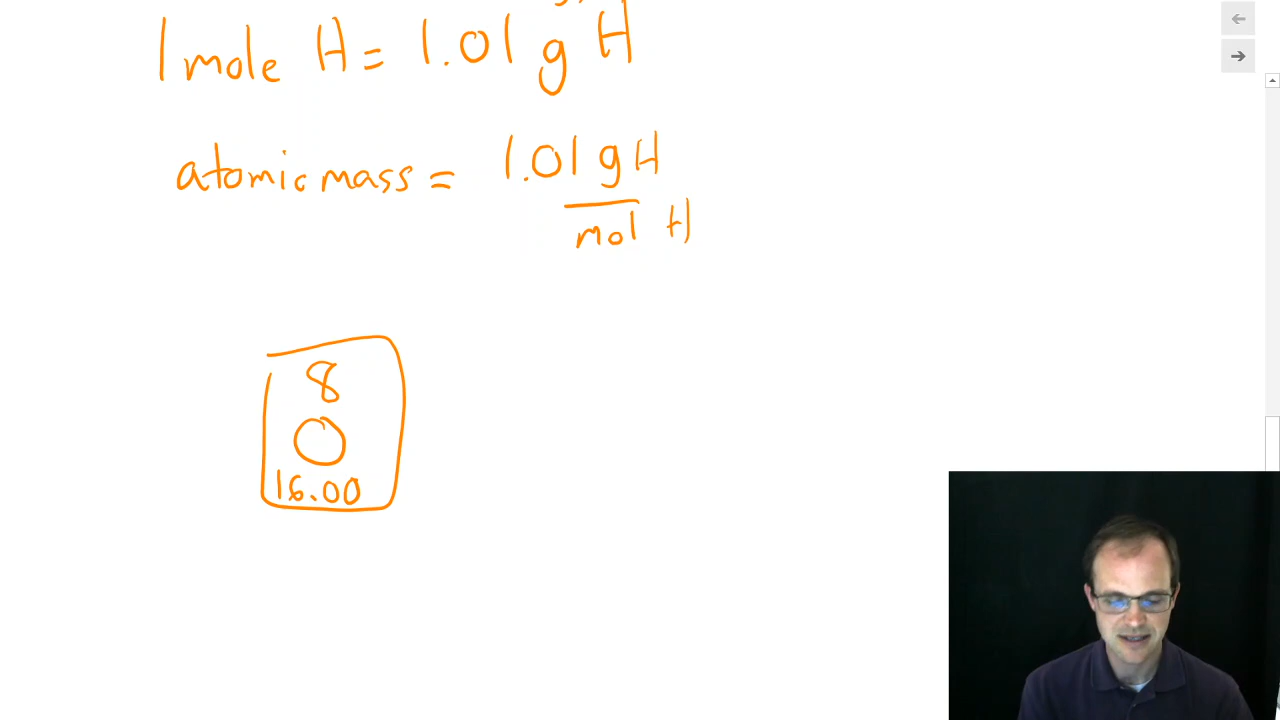 1 mole H = 1.01 g H
atomic mass = 1.01 g H
mol H
8
O
16.00